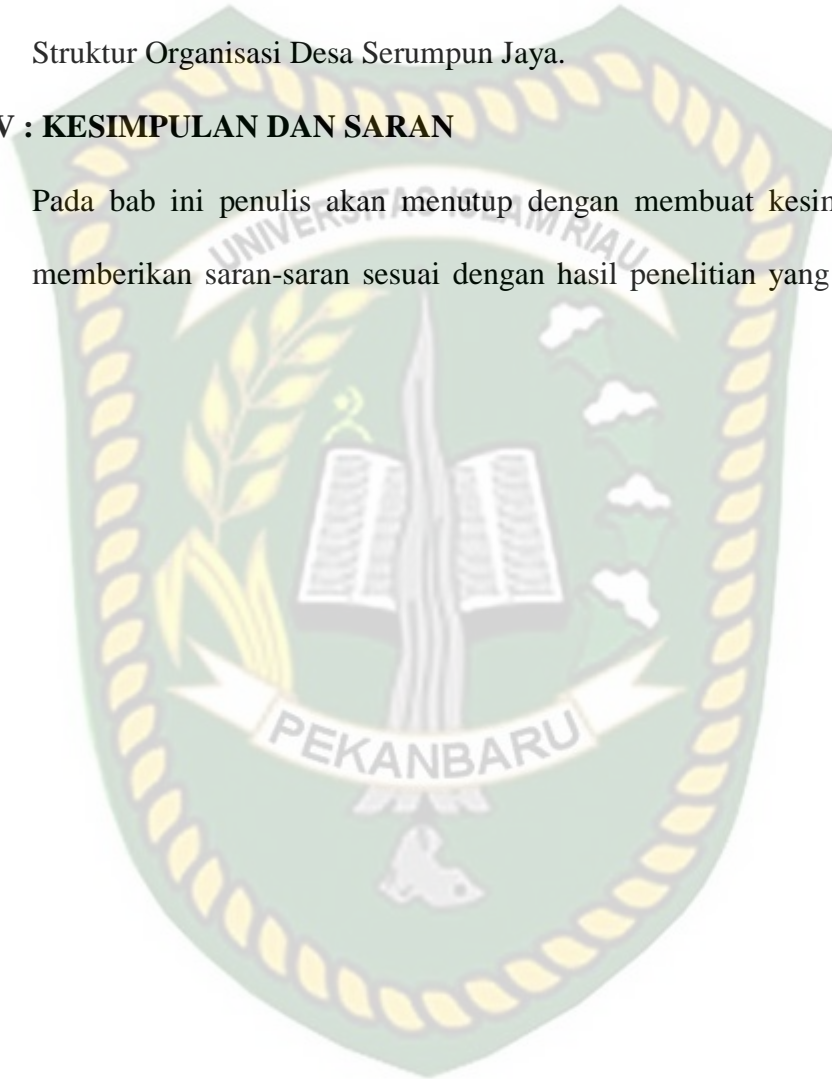 Struktur Organisasi Desa Serumpun Jaya.
V : KESIMPULAN DAN SARAN
Pada bab ini penulis akan menutup dengan membuat
memberikan saran-saran sesuai dengan hasil penelitian yang
UNIVERSITAS ISLAM RIAU
PEKANBARU